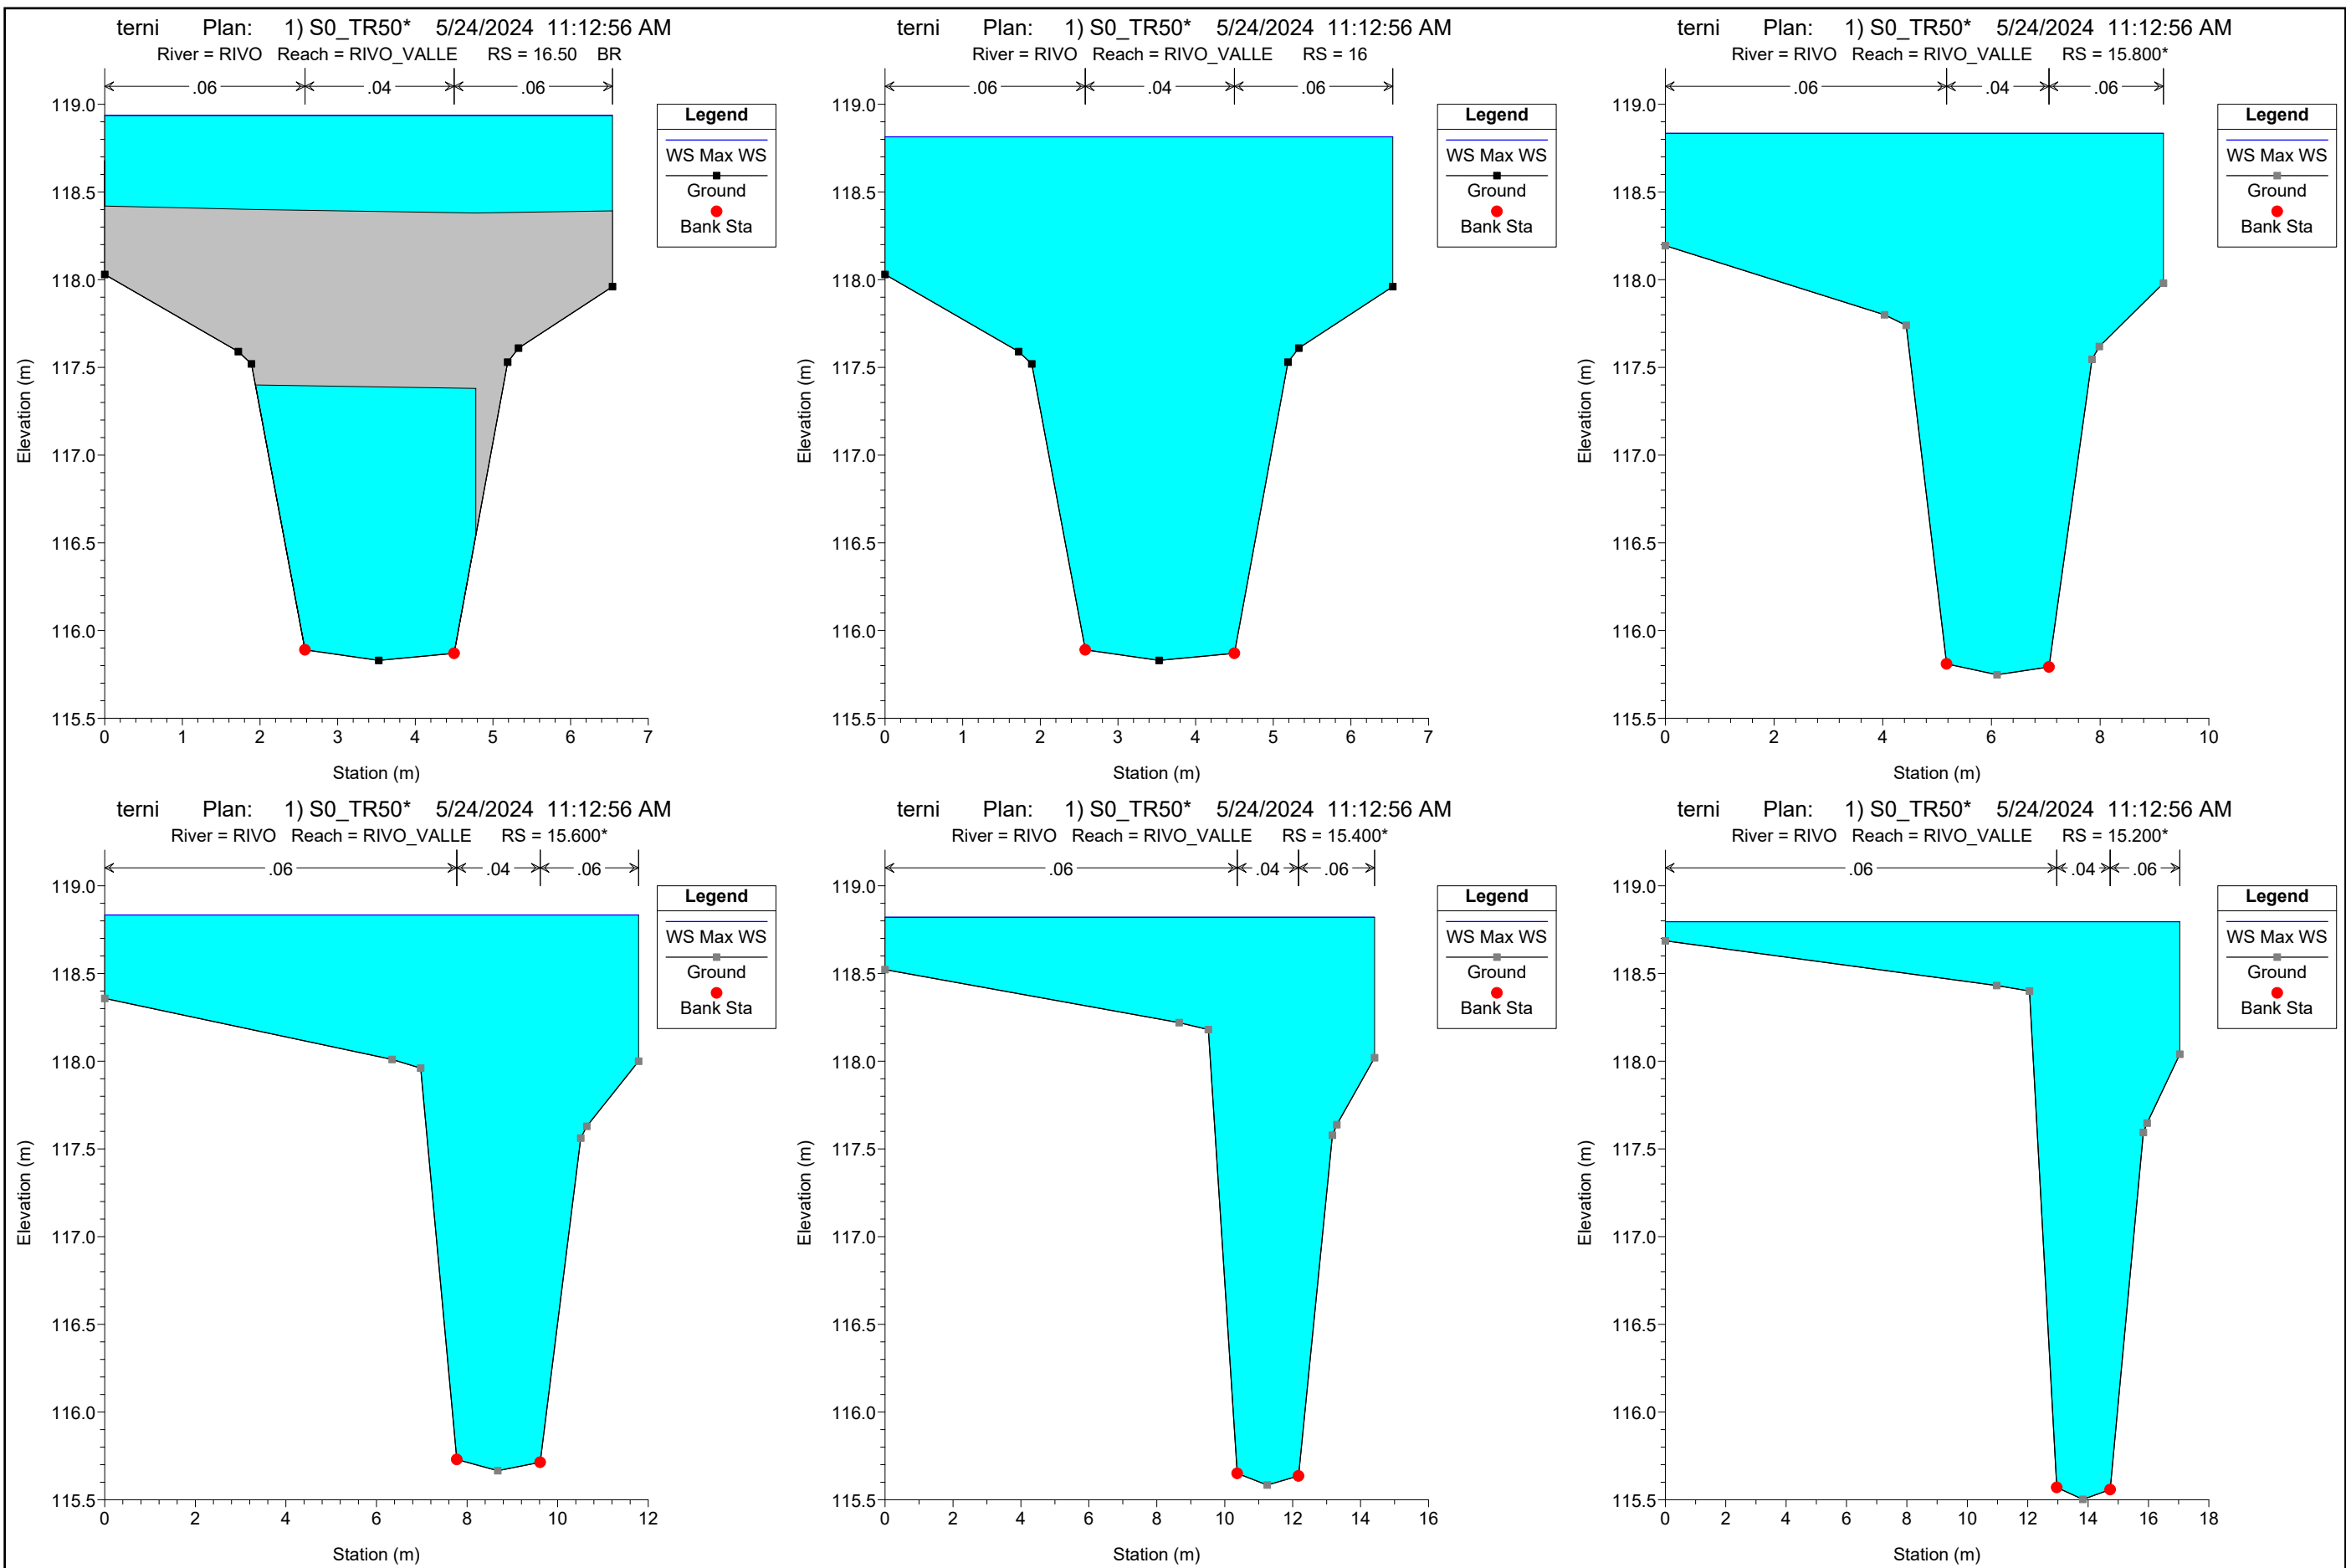 terni Plan: 1) S0_TR50* 5/24/2024 11:12:56 AM
River = RIVO Reach = RIVO_VALLE RS = 16.50 BR
.06 .04 .06
119.0
118.5
118.0
117.5
117.0
116.5
116.0
115.5
Elevation (m)
0 1 2 3 4 5 6 7
Station (m)
Legend
WS Max WS
Ground
Bank Sta
terni Plan: 1) S0_TR50* 5/24/2024 11:12:56 AM
River = RIVO Reach = RIVO_VALLE RS = 16
.06 .04 .06
119.0
118.5
118.0
117.5
117.0
116.5
116.0
115.5
Elevation (m)
0 1 2 3 4 5 6 7
Station (m)
Legend
WS Max WS
Ground
Bank Sta
terni Plan: 1) S0_TR50* 5/24/2024 11:12:56 AM
River = RIVO Reach = RIVO_VALLE RS = 15.800*
.06 .04 .06
119.0
118.5
118.0
117.5
117.0
116.5
116.0
115.5
Elevation (m)
0 2 4 6 8 10
Station (m)
Legend
WS Max WS
Ground
Bank Sta
terni Plan: 1) S0_TR50* 5/24/2024 11:12:56 AM
River = RIVO Reach = RIVO_VALLE RS = 15.600*
.06 .04 .06
119.0
118.5
118.0
117.5
117.0
116.5
116.0
115.5
Elevation (m)
0 2 4 6 8 10 12
Station (m)
Legend
WS Max WS
Ground
Bank Sta
terni Plan: 1) S0_TR50* 5/24/2024 11:12:56 AM
River = RIVO Reach = RIVO_VALLE RS = 15.400*
.06 .04 .06
119.0
118.5
118.0
117.5
117.0
116.5
116.0
115.5
Elevation (m)
0 2 4 6 8 10 12 14 16
Station (m)
Legend
WS Max WS
Ground
Bank Sta
terni Plan: 1) S0_TR50* 5/24/2024 11:12:56 AM
River = RIVO Reach = RIVO_VALLE RS = 15.200*
.06 .04 .06
119.0
118.5
118.0
117.5
117.0
116.5
116.0
115.5
Elevation (m)
0 2 4 6 8 10 12 14 16 18
Station (m)
Legend
WS Max WS
Ground
Bank Sta